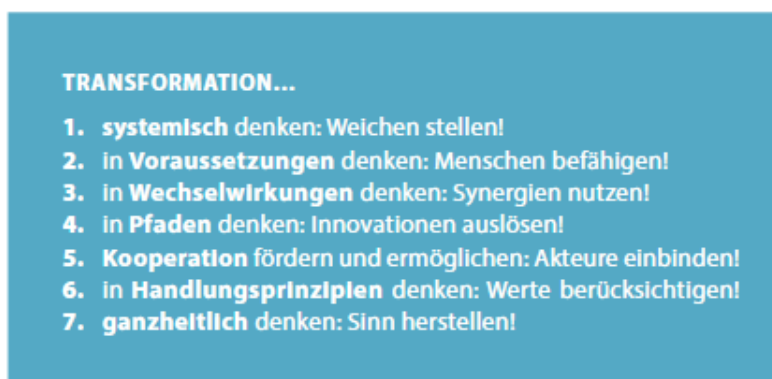 TRANSFORMATION...
1. systemisch denken: Weichen stellen!
2. in Voraussetzungen denken: Menschen befähigen!
3. in Wechselwirkungen denken: Synergien nutzen!
4. in Pfaden denken: Innovationen auslösen!
5. Kooperation fördern und ermöglichen: Akteure einbinden!
6. in Handlungsprinzipien denken: Werte berücksichtigen!
7. ganzheitlich denken: Sinn herstellen!